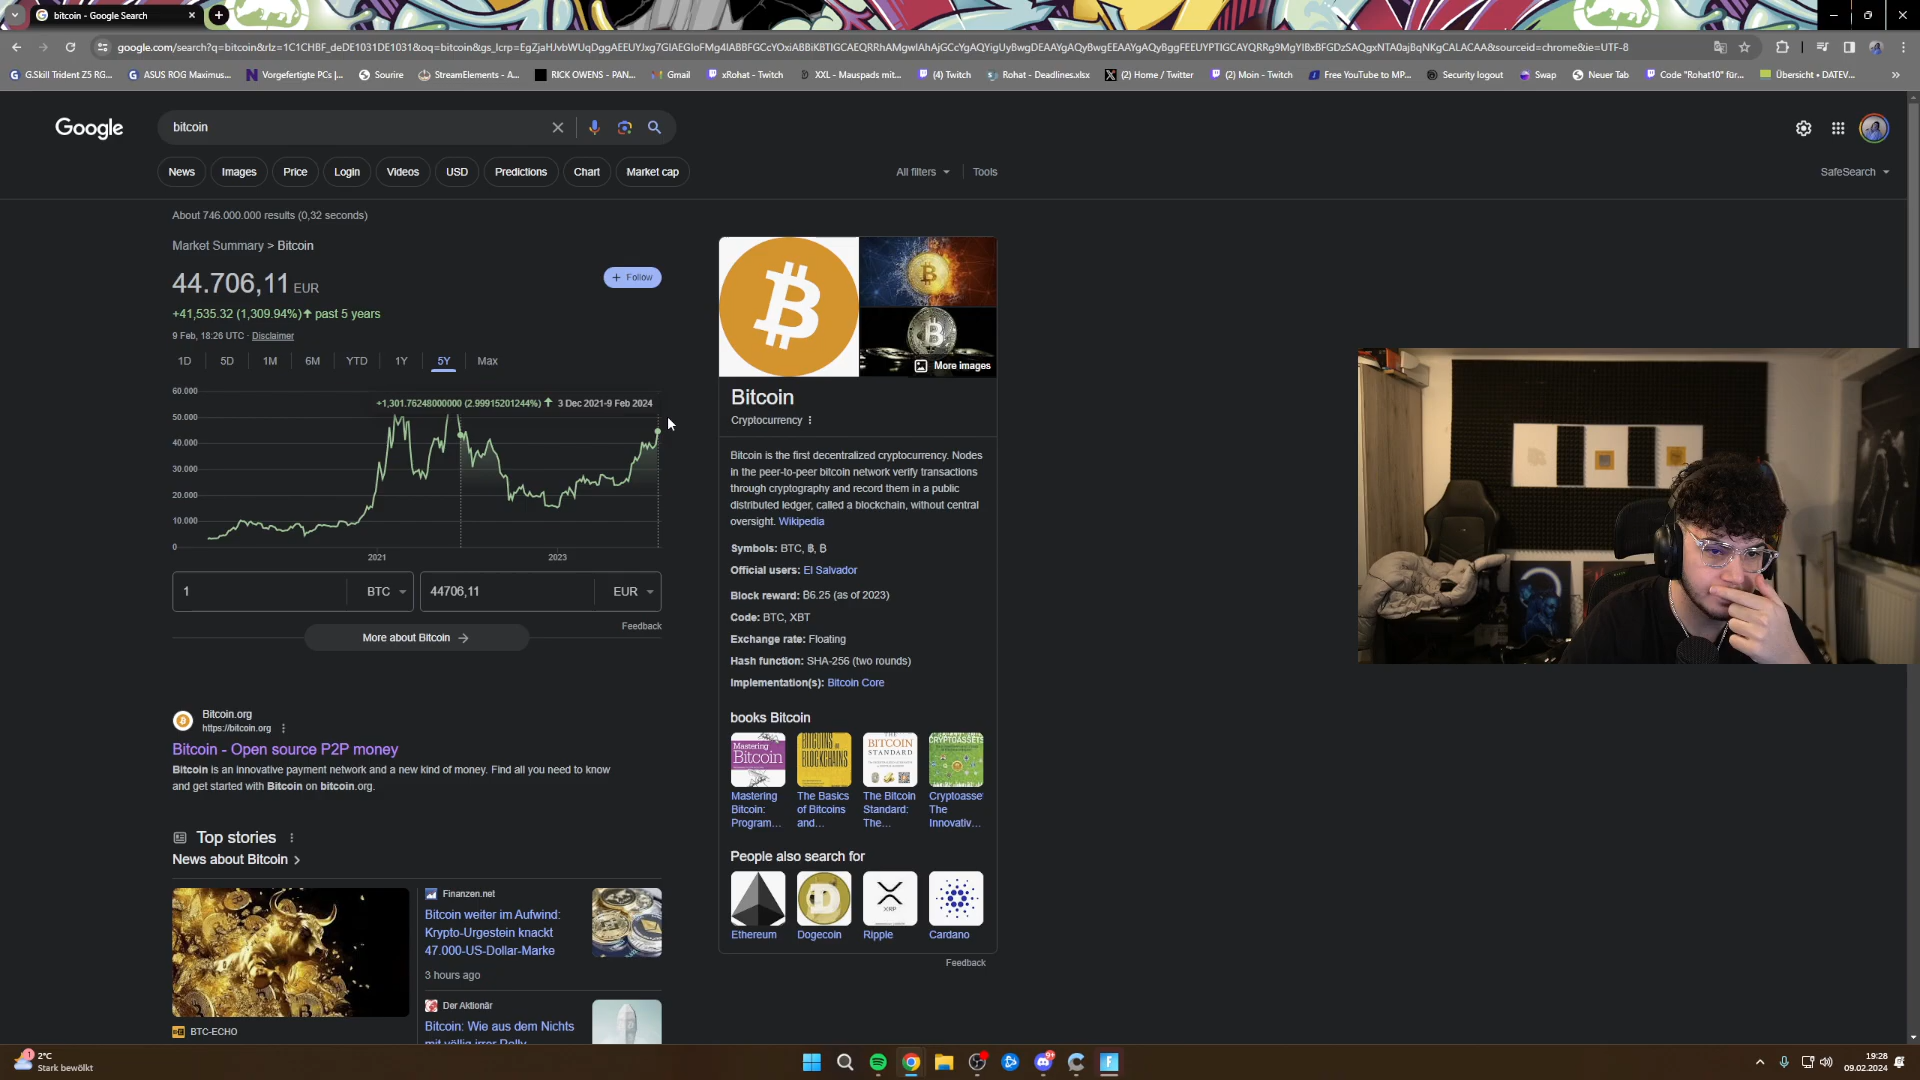 bitcoin - Google Search
google.com/search?q=bitcoin&rlz=1C1CHBF_deDE1031DE1031&oq=bitcoin&gs_lcrp=EgZjaHJvbWUqDggAEEUYJxg7GIAEGIoFMg4IABBFGCcYOxiABBiKBTIGCAEQRRhAMgwIAhAjGCcYgAQYigUyBwgDEAAYgAQyBwgEEAAYgAQyBggFEEUYPTIGCAYQRRg9MgYIBxBFGDzSAQgxNTA0ajBqNKgCALACAA&sourceid=chrome&ie=UTF-8
G.Skill Trident Z5 RG...
ASUS ROG Maximus...
Vorgefertigte PCs |...
Sourire
StreamElements - A...
RICK OWENS - PAN...
Gmail
xRohat - Twitch
XXL - Mauspads mit...
(4) Twitch
Rohat - Deadlines.xlsx
(2) Home / Twitter
(2) Moin - Twitch
Free YouTube to MP...
Security logout
Swap
Neuer Tab
Code "Rohat10" für...
Übersicht • DATEV...
Google
bitcoin
News
Images
Price
Login
Videos
USD
Predictions
Chart
Market cap
All filters
Tools
SafeSearch
About 746.000.000 results (0,32 seconds)
Market Summary > Bitcoin
44.706,11 EUR
+ Follow
+41,535.32 (1,309.94%) past 5 years
9 Feb, 18:26 UTC · Disclaimer
1D
5D
1M
6M
YTD
1Y
5Y
Max
60.000
+1,301.76248000000 (2.99915201244%) 3 Dec 2021-9 Feb 2024
50.000
40.000
30.000
20.000
10.000
0
2021
2023
1
BTC
44706,11
EUR
Feedback
More about Bitcoin
Bitcoin.org
https://bitcoin.org
Bitcoin - Open source P2P money
Bitcoin is an innovative payment network and a new kind of money. Find all you need to know
and get started with Bitcoin on bitcoin.org.
Top stories
News about Bitcoin
BTC-ECHO
Finanzen.net
Bitcoin weiter im Aufwind:
Krypto-Urgestein knackt
47.000-US-Dollar-Marke
3 hours ago
Der Aktionär
Bitcoin: Wie aus dem Nichts
mit völlig irrer Rally
More images
Bitcoin
Cryptocurrency
Bitcoin is the first decentralized cryptocurrency. Nodes
in the peer-to-peer bitcoin network verify transactions
through cryptography and record them in a public
distributed ledger, called a blockchain, without central
oversight. Wikipedia
Symbols: BTC, ฿, ₿
Official users: El Salvador
Block reward: ₿6.25 (as of 2023)
Code: BTC, XBT
Exchange rate: Floating
Hash function: SHA-256 (two rounds)
Implementation(s): Bitcoin Core
books Bitcoin
Mastering
Bitcoin
BLOCKCHAINS
BITCOIN
STANDARD
CRYPTOASSETS
Mastering
Bitcoin:
Program...
The Basics
of Bitcoins
and...
The Bitcoin
Standard:
The...
Cryptoasse
The
Innovativ...
People also search for
XRP
Ethereum
Dogecoin
Ripple
Cardano
Feedback
1
2°C
Stark bewölkt
19:28
09.02.2024